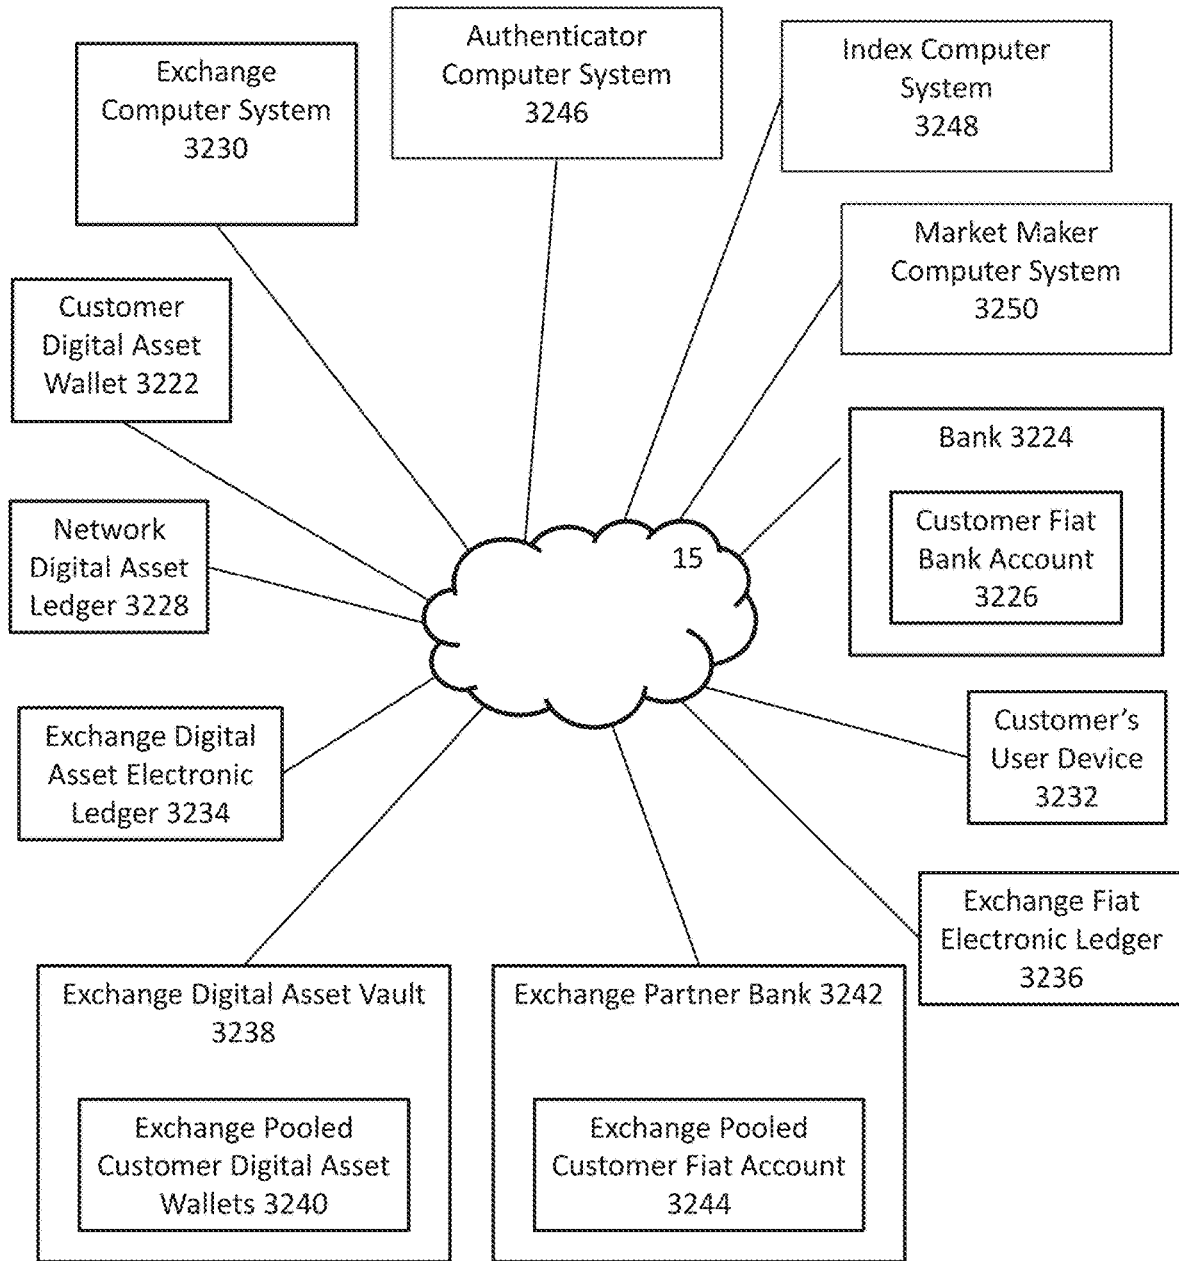 Exchange
Computer System
3230
Authenticator
Computer System
3246
Index Computer
System
3248
Market Maker
Computer System
3250
Customer
Digital Asset
Wallet 3222
Bank 3224
Customer Fiat
Bank Account
3226
Network
Digital Asset
Ledger 3228
15
Exchange Digital
Asset Electronic
Ledger 3234
Customer's
User Device
3232
Exchange Fiat
Electronic Ledger
3236
Exchange Digital Asset Vault
3238
Exchange Pooled
Customer Digital Asset
Wallets 3240
Exchange Partner Bank 3242
Exchange Pooled
Customer Fiat Account
3244